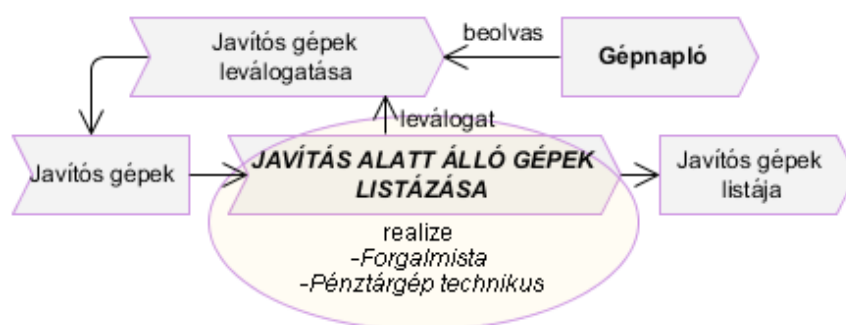 Javítós gépek
leválogatása
beolvas
Gépnapló
leválogat
Javítós gépek
JAVÍTÁS ALATT ÁLLÓ GÉPEK
LISTÁZÁSA
Javítós gépek
listája
realize
-Forgalmista
-Pénztárgép technikus